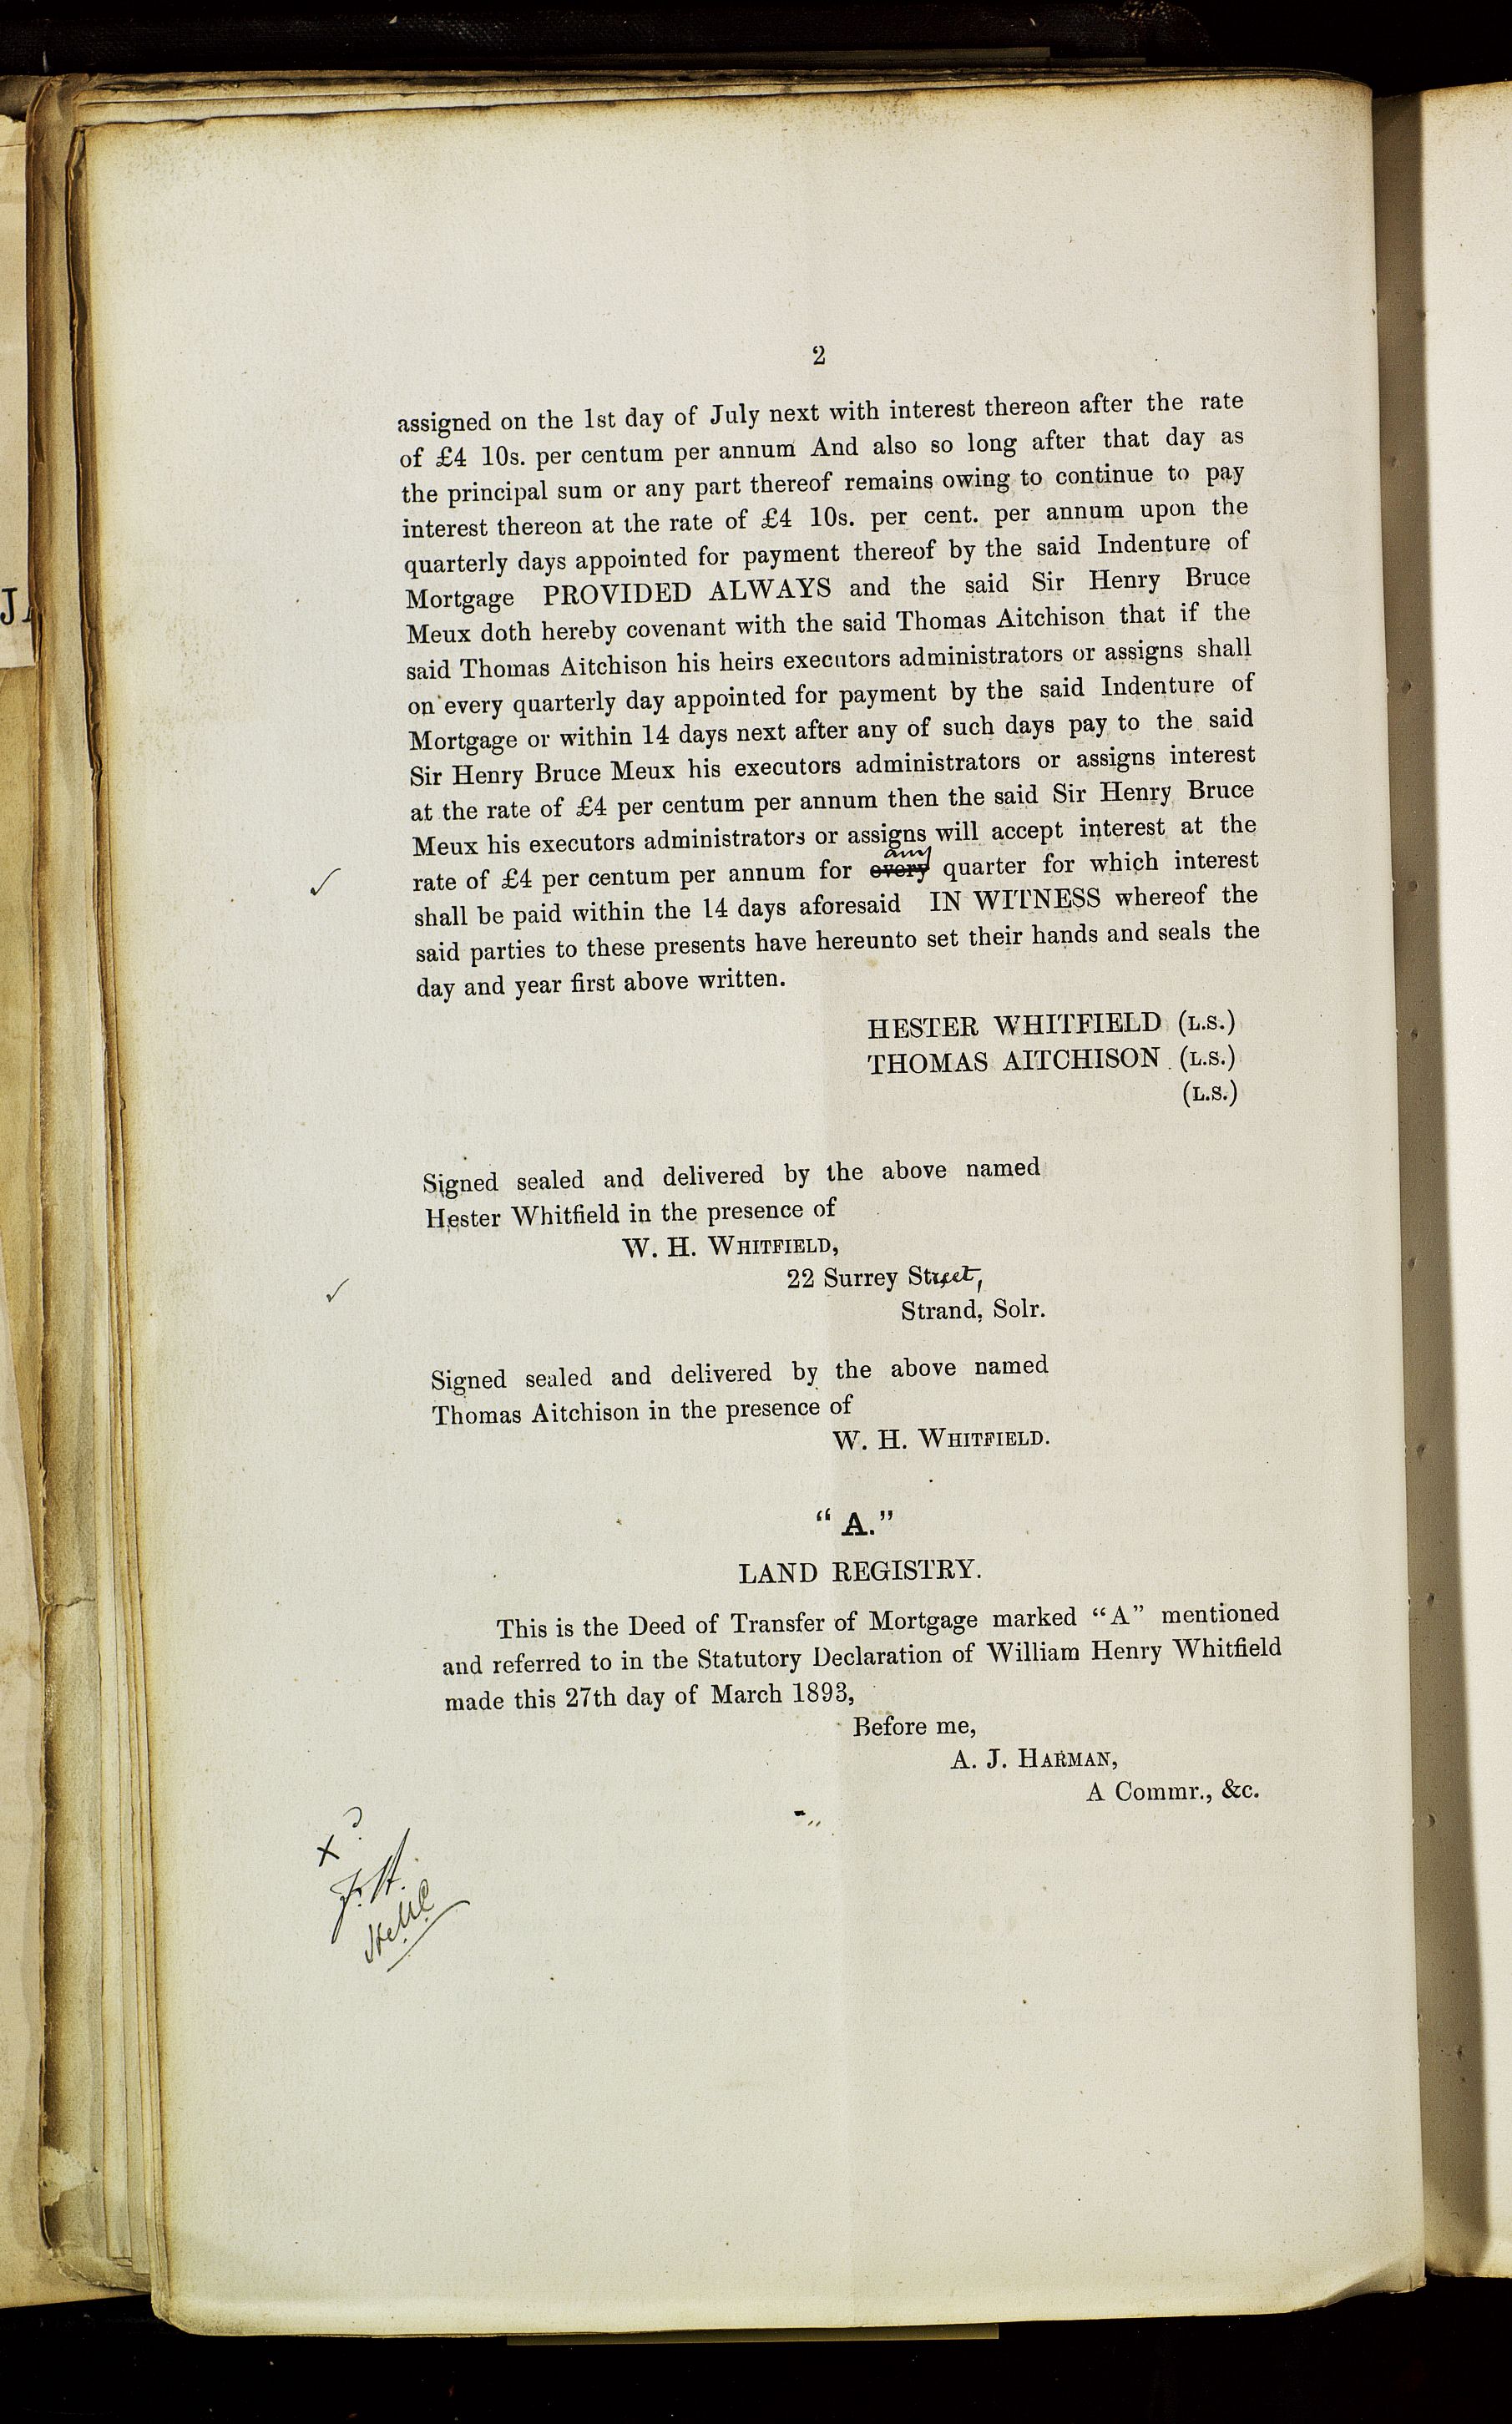 2
assigned on the 1st day of July next with interest thereon after the rate
of £4 10s. per centum per annum And also so long after that day as
the principal sum or any part thereof remains owing to continue to pay
interest thereon at the rate of £4 10s. per cent. per annum upon the
quarterly days appointed for payment thereof by the said Indenture of
Mortgage PROVIDED ALWAYS and the said Sir Henry Bruce
Meux doth hereby covenant with the said Thomas Aitchison that if the
said Thomas Aitchison his heirs executors administrators or assigns shall
on every quarterly day appointed for payment by the said Indenture of
Mortgage or within 14 days next after any of such days pay to the said
Sir Henry Bruce Meux his executors administrators or assigns interest
at the rate of £4 per centum per annum then the said Sir Henry Bruce
Meux his executors administrators or assigns will accept interest at the
any
rate of £4 per centum per annum for every quarter for which interest
shall be paid within the 14 days aforesaid IN WITNESS whereof the
said parties to these presents have hereunto set their hands and seals the
day and year first above written.
HESTER WHITFIELD (L.S.)
THOMAS AITCHISON (L.S.)
(L.S.)
Signed sealed and delivered by the above named
Hester Whitfield in the presence of
W. H. WHITFIELD,
22 Surrey Street,
Strand, Solr.
Signed sealed and delivered by the above named
Thomas Aitchison in the presence of
W. H. WHITFIELD.
“A.”
LAND REGISTRY.
This is the Deed of Transfer of Mortgage marked “A” mentioned
and referred to in the Statutory Declaration of William Henry Whitfield
made this 27th day of March 1893,
Before me,
A. J. HARMAN,
A Commr., &c.